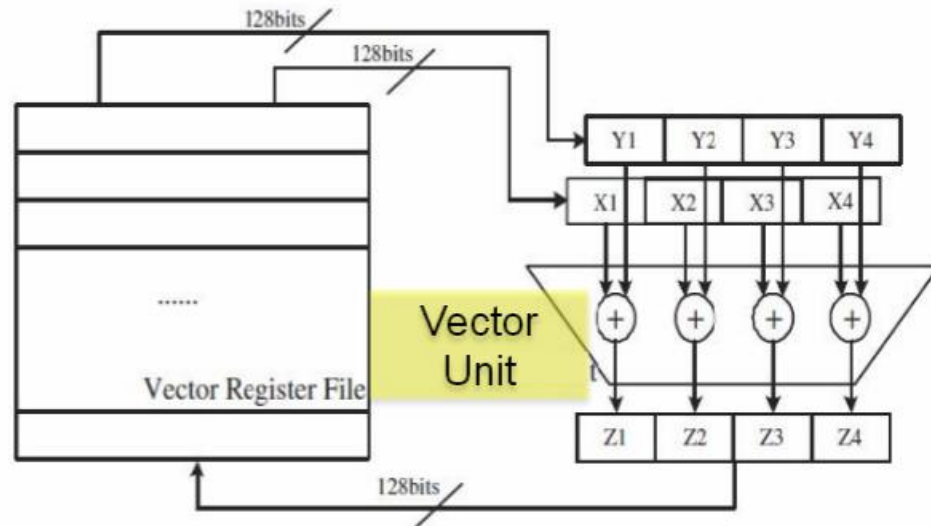 128bits
128bits
Y1 Y2 Y3 Y4
X1 X2 X3 X4
......
+ + + +
Vector
Unit
t
Vector Register File
Z1 Z2 Z3 Z4
128bits